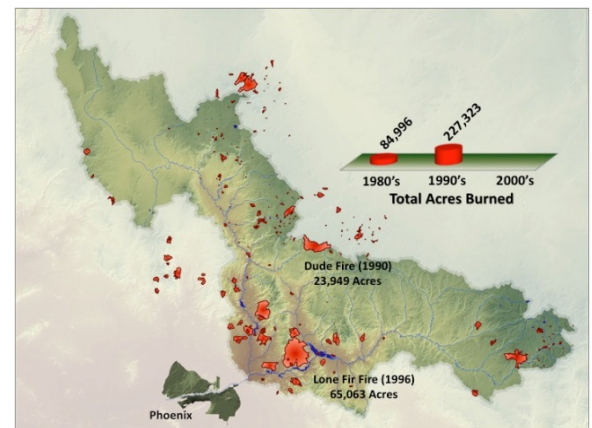 84,996
227,323
1980's
1990's
2000's
Total Acres Burned
Dude Fire (1990)
23,949 Acres
Lone Fir Fire (1996)
65,063 Acres
Phoenix